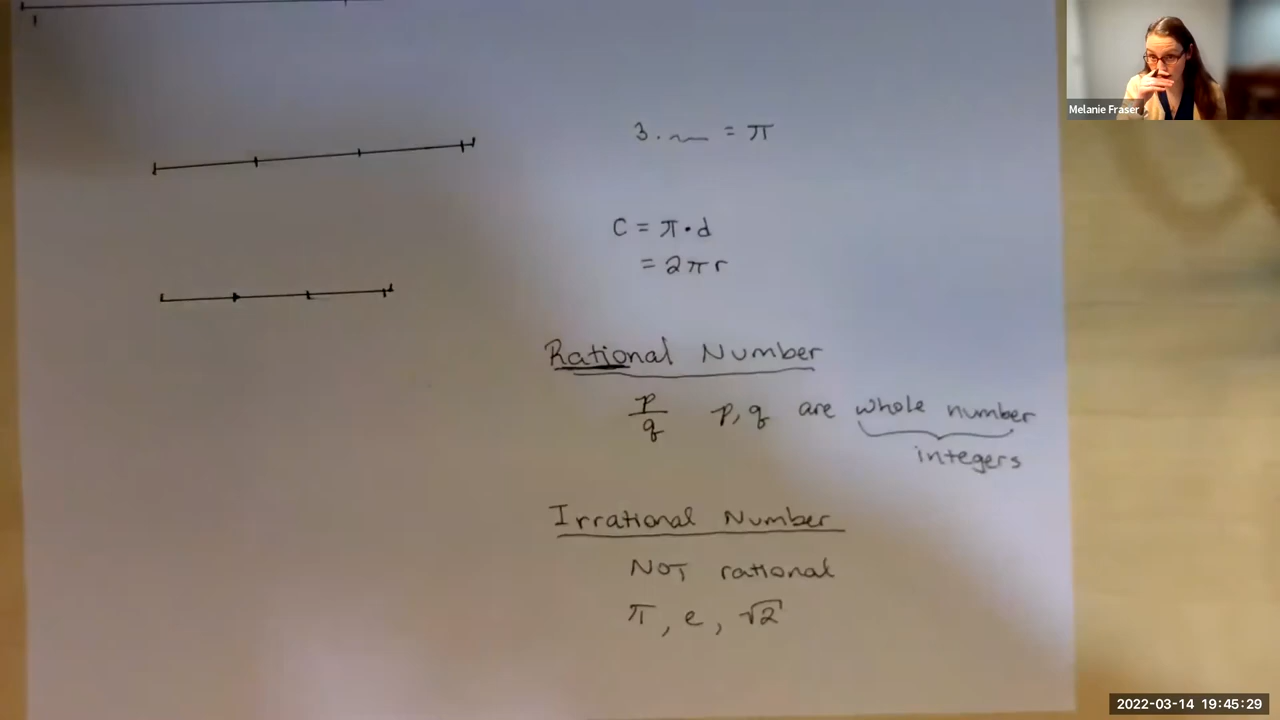 3. = π
C = π • d
= 2πr
Rational Number
p/q p, q are whole number
integers
Irrational Number
NOT rational
π, e, √2
Melanie Fraser
2022-03-14 19:45:29